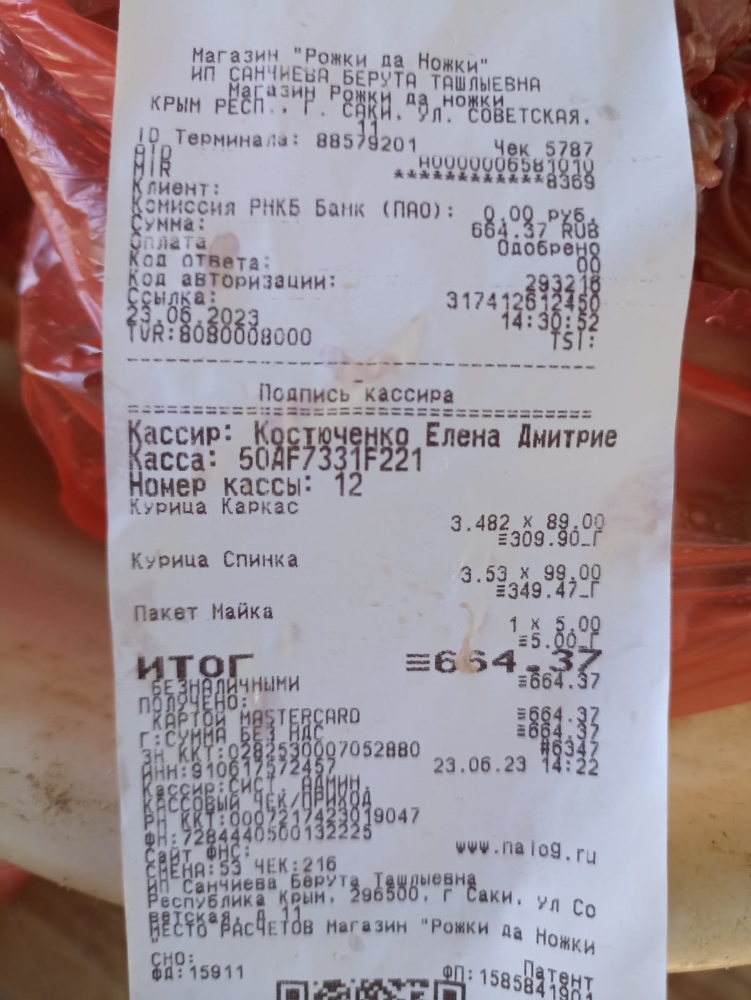 Магазин "Рожки да Ножки"
ИП САНЧИЕВА БЕРУТА ТАШЛЫЕВНА
Магазин Рожки да ножки
КРЫМ РЕСП., Г. САКИ, УЛ. СОВЕТСКАЯ,
11
ID Терминала: 88579201 Чек 5787
AID A0000006581010
MIR ************8369
Клиент:
Комиссия РНКБ Банк (ПАО): 0.00 руб.
Сумма: 664.37 RUB
Оплата Одобрено
Код ответа: 00
Код авторизации: 293216
Ссылка: 317412612450
23.06.2023 14:30:52
TVR:8080008000 TSI:
Подпись кассира
Кассир: Костюченко Елена Дмитрие
Касса: 50AF7331F221
Номер кассы: 12
Курица Каркас
3.482 x 89.00
≡309.90_Г
Курица Спинка
3.53 x 99.00
≡349.47_Г
Пакет Майка
1 x 5.00
≡5.00_Г
ИТОГ ≡664.37
БЕЗНАЛИЧНЫМИ ≡664.37
ПОЛУЧЕНО:
КАРТОЙ MASTERCARD ≡664.37
Г:СУММА БЕЗ НДС ≡664.37
ЗН ККТ:0282530007052880 #6347
ИНН:910617572457 23.06.23 14:22
Кассир:СИСТ. АДМИН.
КАССОВЫЙ ЧЕК/ПРИХОД
РН ККТ:0007217423019047
ФН:7284440500132225
Сайт ФНС: www.nalog.ru
СМЕНА:53 ЧЕК:216
ИП Санчиева Берута Ташлыевна
Республика Крым, 296500, г Саки, Ул Со
ветская, д 11
МЕСТО РАСЧЕТОВ Магазин "Рожки да Ножки
"
СНО: Патент
ФД:15911 ФП:1585841904